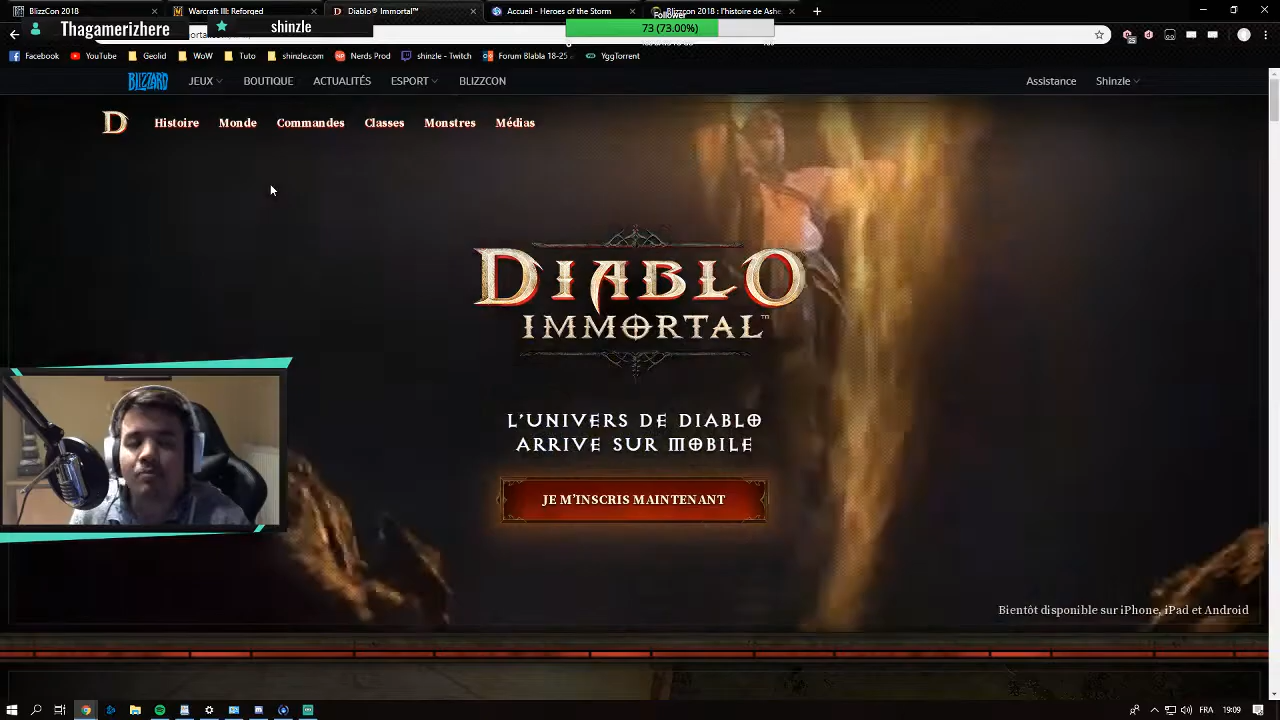 BlizzCon 2018
Warcraft III: Reforged
Diablo® Immortal™
Accueil - Heroes of the Storm
Blizzcon 2018 : l'histoire de Ashe
Thagamerizhere
shinzle
Follower
73 (73.00%)
Facebook
YouTube
Geolid
WoW
Tuto
shinzle.com
Nerds Prod
shinzle - Twitch
Forum Blabla 18-25
YggTorrent
BLIZZARD
JEUX
BOUTIQUE
ACTUALITÉS
ESPORT
BLIZZCON
Assistance
Shinzle
D
Histoire
Monde
Commandes
Classes
Monstres
Médias
DIABLO
IMMORTAL™
L'UNIVERS DE DIABLO
ARRIVE SUR MOBILE
JE M'INSCRIS MAINTENANT
Bientôt disponible sur iPhone, iPad et Android
FRA
19:09